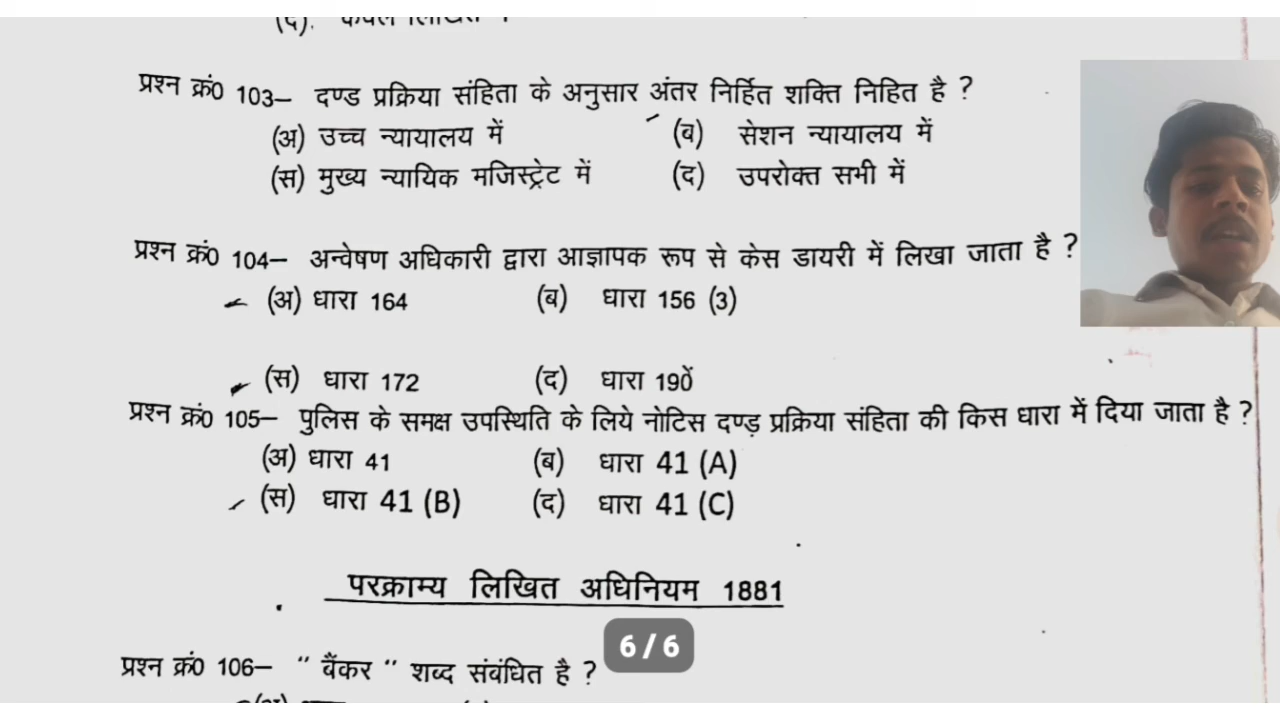 प्रश्न क्रं0 103– दण्ड प्रक्रिया संहिता के अनुसार अंतर निर्हित शक्ति निहित है ?
(अ) उच्च न्यायालय में (ब) सेशन न्यायालय में
(स) मुख्य न्यायिक मजिस्ट्रेट में (द) उपरोक्त सभी में
प्रश्न क्रं0 104– अन्वेषण अधिकारी द्वारा आज्ञापक रूप से केस डायरी में लिखा जाता है ?
(अ) धारा 164 (ब) धारा 156 (3)
(स) धारा 172 (द) धारा 190
प्रश्न क्रं0 105– पुलिस के समक्ष उपस्थिति के लिये नोटिस दण्ड़ प्रक्रिया संहिता की किस धारा में दिया जाता है ?
(अ) धारा 41 (ब) धारा 41 (A)
(स) धारा 41 (B) (द) धारा 41 (C)
परक्राम्य लिखित अधिनियम 1881
6 / 6
प्रश्न क्रं0 106– “ बैंकर “ शब्द संबंधित है ?